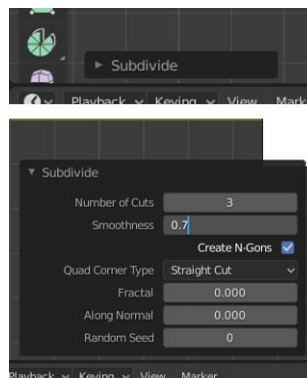 Subdivide
Playback Keying View Mark
Subdivide
Number of Cuts 3
Smoothness 0.7
Create N-Gons
Quad Corner Type Straight Cut
Fractal 0.000
Along Normal 0.000
Random Seed 0
Playback Keying View Marker